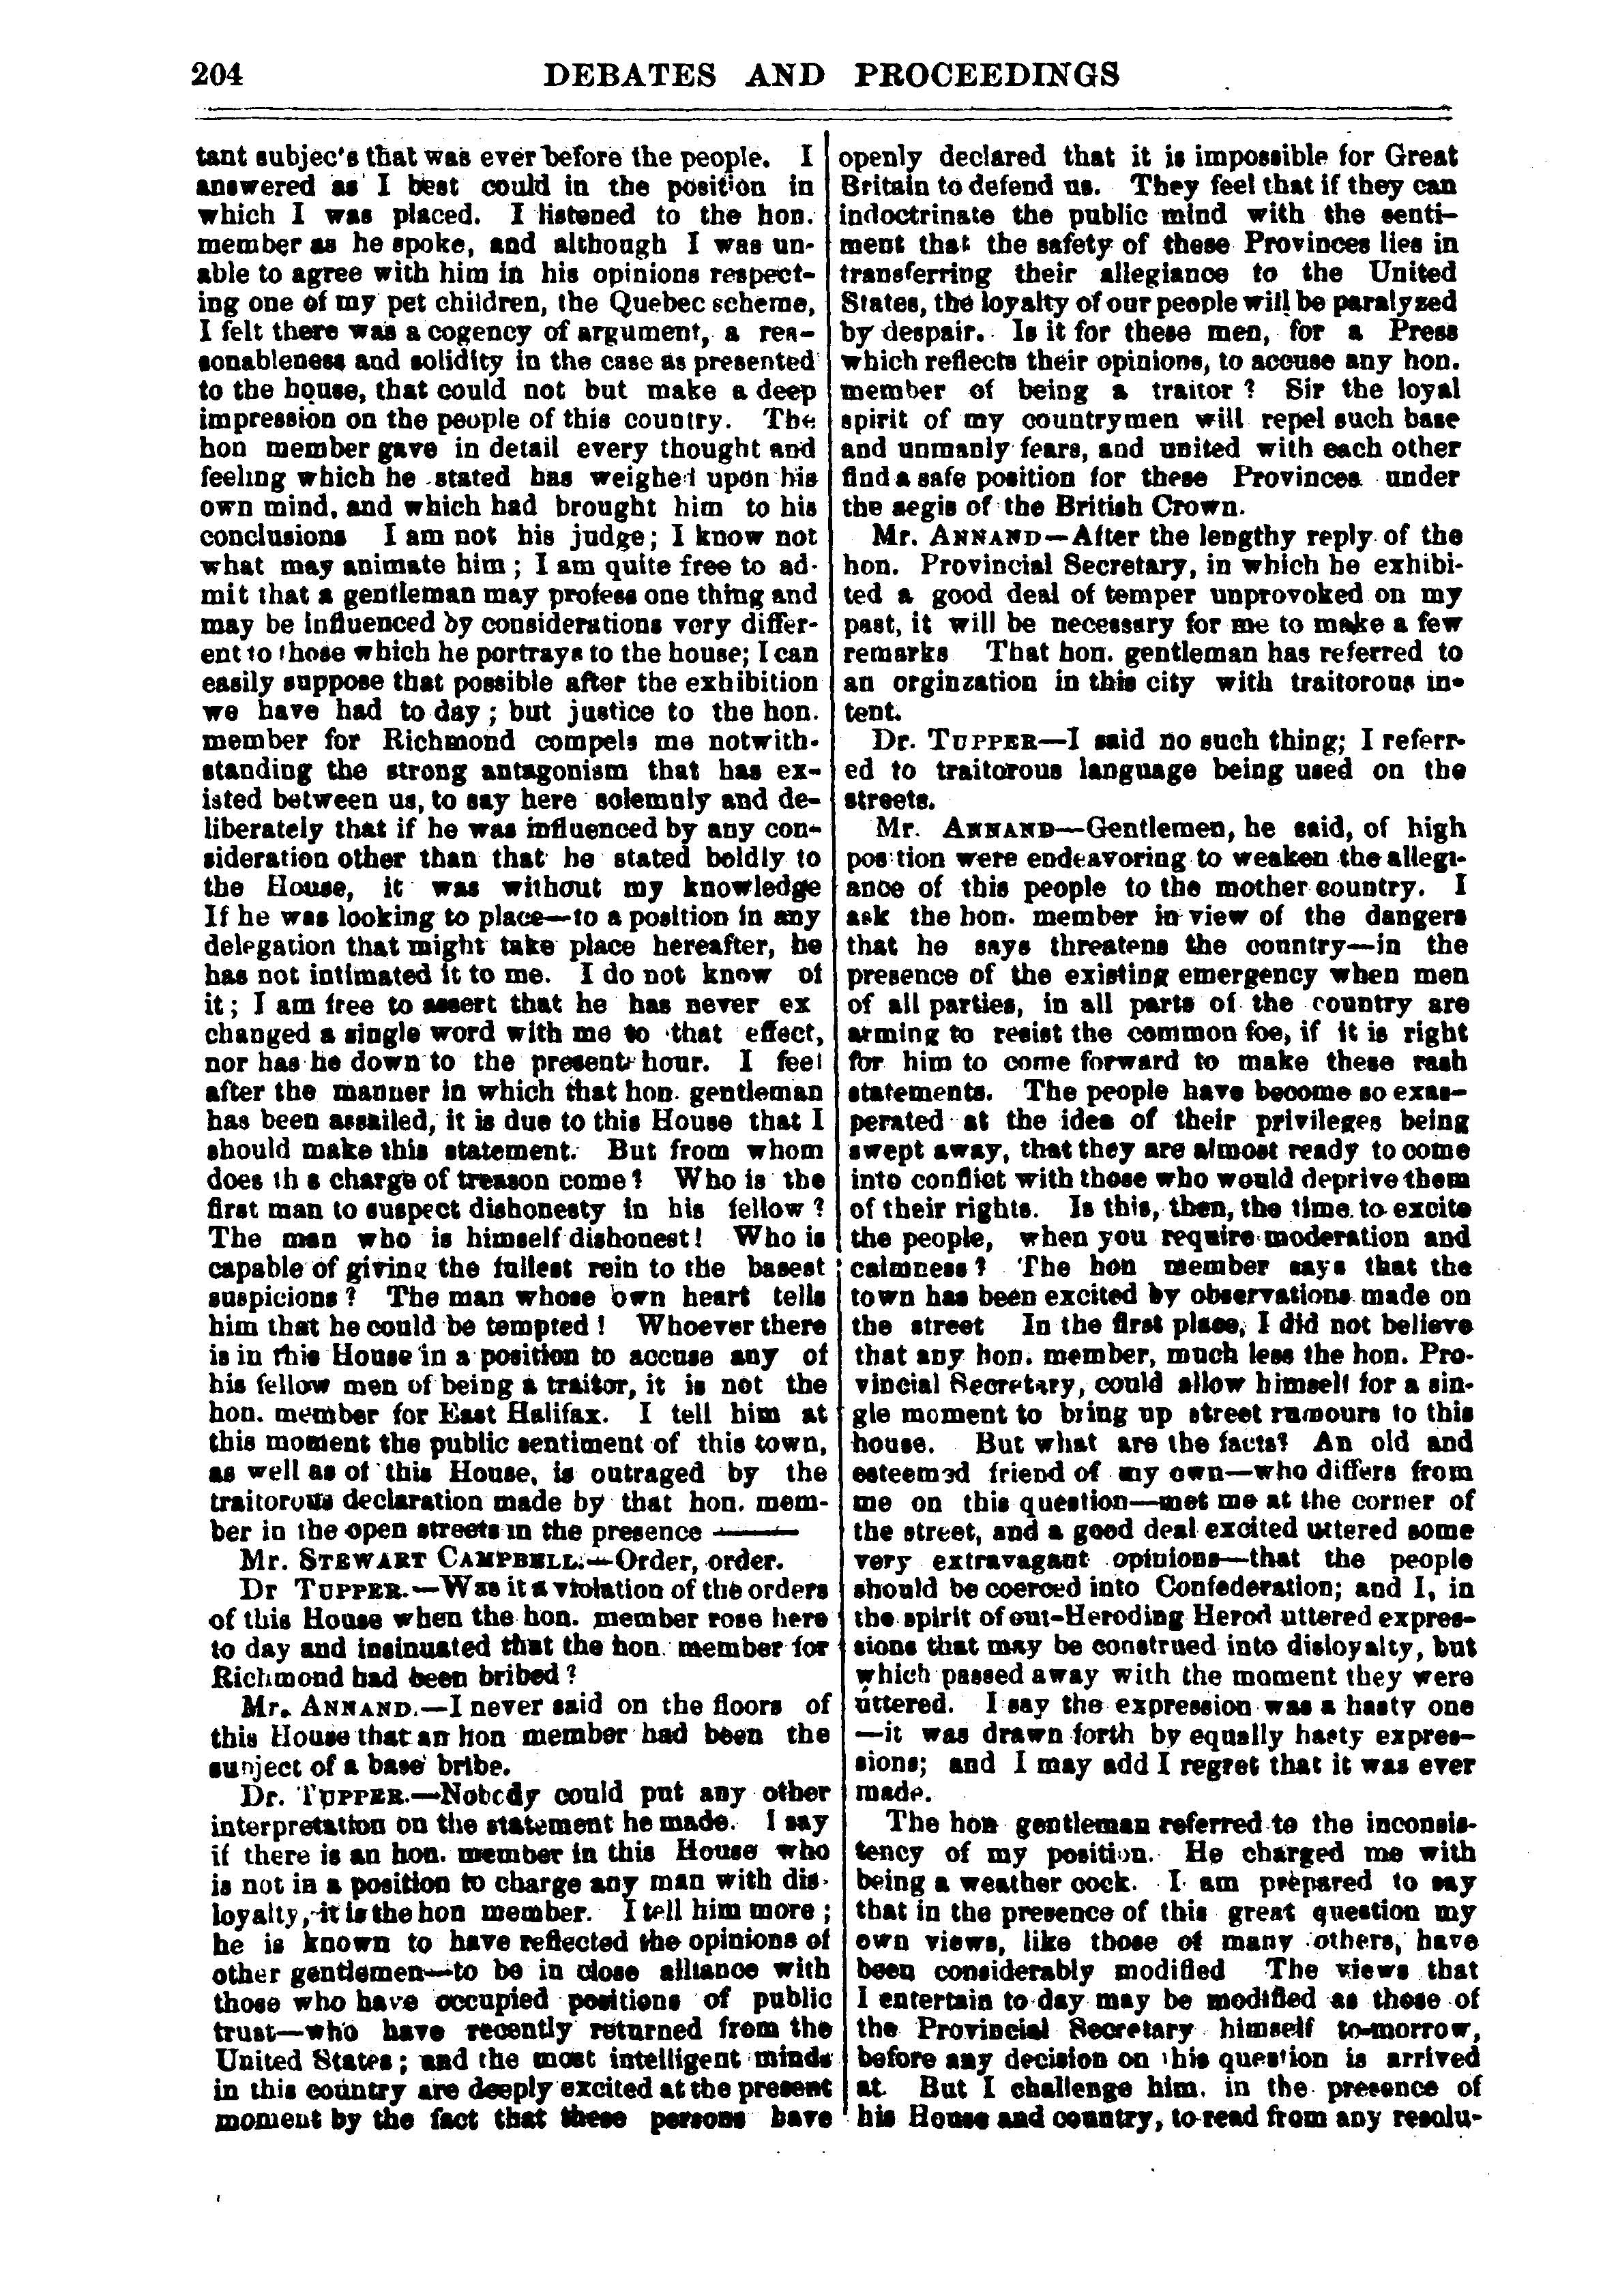 204 DEBATES AND PROCEEDINGS
tant subjec's that was ever before the people. I
answered as I best could in the position in
which I was placed. I listened to the hon.
member as he spoke, and although I was un-
able to agree with him in his opinions respect-
ing one of my pet children, the Quebec scheme,
I felt there was a cogency of argument, a rea-
sonableness and solidity in the case as presented
to the house, that could not but make a deep
impression on the people of this country. The
hon member gave in detail every thought and
feeling which he stated has weighed upon his
own mind, and which had brought him to his
conclusions I am not his judge; I know not
what may animate him; I am quite free to ad-
mit that a gentleman may profess one thing and
may be influenced by considerations very differ-
ent to those which he portrays to the house; I can
easily suppose that possible after the exhibition
we have had to day; but justice to the hon.
member for Richmond compels me notwith-
standing the strong antagonism that has ex-
isted between us, to say here solemnly and de-
liberately that if he was influenced by any con-
sideration other than that he stated boldly to
the House, it was without my knowledge
If he was looking to place—to a position in any
delegation that might take place hereafter, he
has not intimated it to me. I do not know of
it; I am free to assert that he has never ex
changed a single word with me to that effect,
nor has he down to the present hour. I feel
after the manner in which that hon. gentleman
has been assailed, it is due to this House that I
should make this statement. But from whom
does th s charge of treason come? Who is the
first man to suspect dishonesty in his fellow?
The man who is himself dishonest! Who is
capable of giving the fullest rein to the basest
suspicions? The man whose own heart tells
him that he could be tempted! Whoever there
is in this House in a position to accuse any of
his fellow men of being a traitor, it is not the
hon. member for East Halifax. I tell him at
this moment the public sentiment of this town,
as well as of this House, is outraged by the
traitorous declaration made by that hon. mem-
ber in the open streets in the presence ———
Mr. STEWART CAMPBELL.—Order, order.
Dr TUPPER.—Was it a violation of the orders
of this House when the hon. member rose here
to day and insinuated that the hon. member for
Richmond had been bribed?
Mr. ANNAND.—I never said on the floors of
this House that an hon member had been the
subject of a base bribe.
Dr. TUPPER.—Nobody could put any other
interpretation on the statement he made. I say
if there is an hon. member in this House who
is not in a position to charge any man with dis-
loyalty, it is the hon member. I tell him more;
he is known to have reflected the opinions of
other gentlemen—to be in close alliance with
those who have occupied positions of public
trust—who have recently returned from the
United States; and the most intelligent minds
in this country are deeply excited at the present
moment by the fact that these persons have
openly declared that it is impossible for Great
Britain to defend us. They feel that if they can
indoctrinate the public mind with the senti-
ment that the safety of these Provinces lies in
transferring their allegiance to the United
States, the loyalty of our people will be paralyzed
by despair. Is it for these men, for a Press
which reflects their opinions, to accuse any hon.
member of being a traitor? Sir the loyal
spirit of my countrymen will repel such base
and unmanly fears, and united with each other
find a safe position for these Provinces under
the aegis of the British Crown.
Mr. ANNAND—After the lengthy reply of the
hon. Provincial Secretary, in which he exhibi-
ted a good deal of temper unprovoked on my
past, it will be necessary for me to make a few
remarks That hon. gentleman has referred to
an orginzation in this city with traitorous in-
tent.
Dr. TUPPER—I said no such thing; I referr-
ed to traitorous language being used on the
streets.
Mr. ANNAND—Gentlemen, he said, of high
position were endeavoring to weaken the allegi-
ance of this people to the mother country. I
ask the hon. member in view of the dangers
that he says threatens the country—in the
presence of the existing emergency when men
of all parties, in all parts of the country are
arming to resist the common foe, if it is right
for him to come forward to make these rash
statements. The people have become so exas-
perated at the idea of their privileges being
swept away, that they are almost ready to come
into conflict with those who would deprive them
of their rights. Is this, then, the time to excite
the people, when you require moderation and
calmness? The hon member says that the
town has been excited by observations made on
the street In the first place, I did not believe
that any hon. member, much less the hon. Pro-
vincial Secretary, could allow himself for a sin-
gle moment to bring up street rumours to this
house. But what are the facts? An old and
esteemed friend of my own—who differs from
me on this question—met me at the corner of
the street, and a good deal excited uttered some
very extravagant opinions—that the people
should be coerced into Confederation; and I, in
the spirit of out-Heroding Herod uttered expres-
sions that may be construed into disloyalty, but
which passed away with the moment they were
uttered. I say the expression was a hasty one
—it was drawn forth by equally hasty expres-
sions; and I may add I regret that it was ever
made.
The hon gentleman referred to the inconsis-
tency of my position. He charged me with
being a weather cock. I am prepared to say
that in the presence of this great question my
own views, like those of many others, have
been considerably modified The views that
I entertain to day may be modified as those of
the Provincial Secretary himself to-morrow,
before any decision on this question is arrived
at. But I challenge him, in the presence of
his House and country, to read from any resolu-